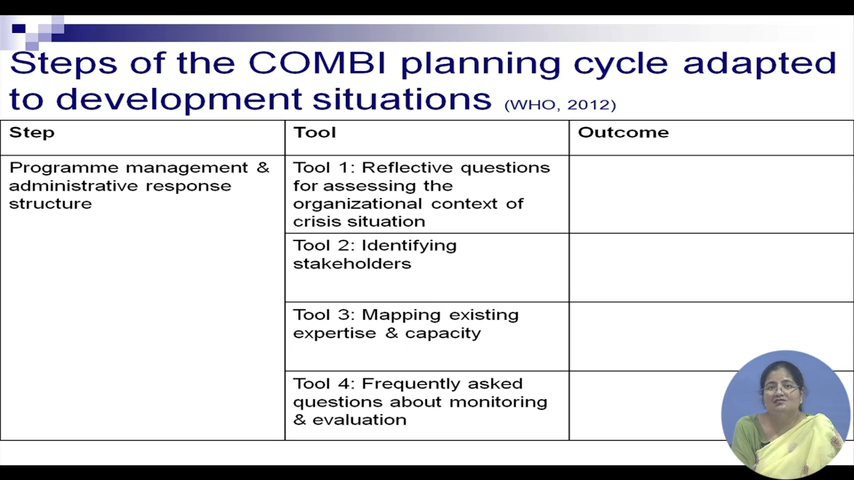 Steps of the COMBI planning cycle adapted
to development situations (WHO, 2012)
Step
Tool
Outcome
Programme management &
administrative response
structure
Tool 1: Reflective questions
for assessing the
organizational context of
crisis situation
Tool 2: Identifying
stakeholders
Tool 3: Mapping existing
expertise & capacity
Tool 4: Frequently asked
questions about monitoring
& evaluation